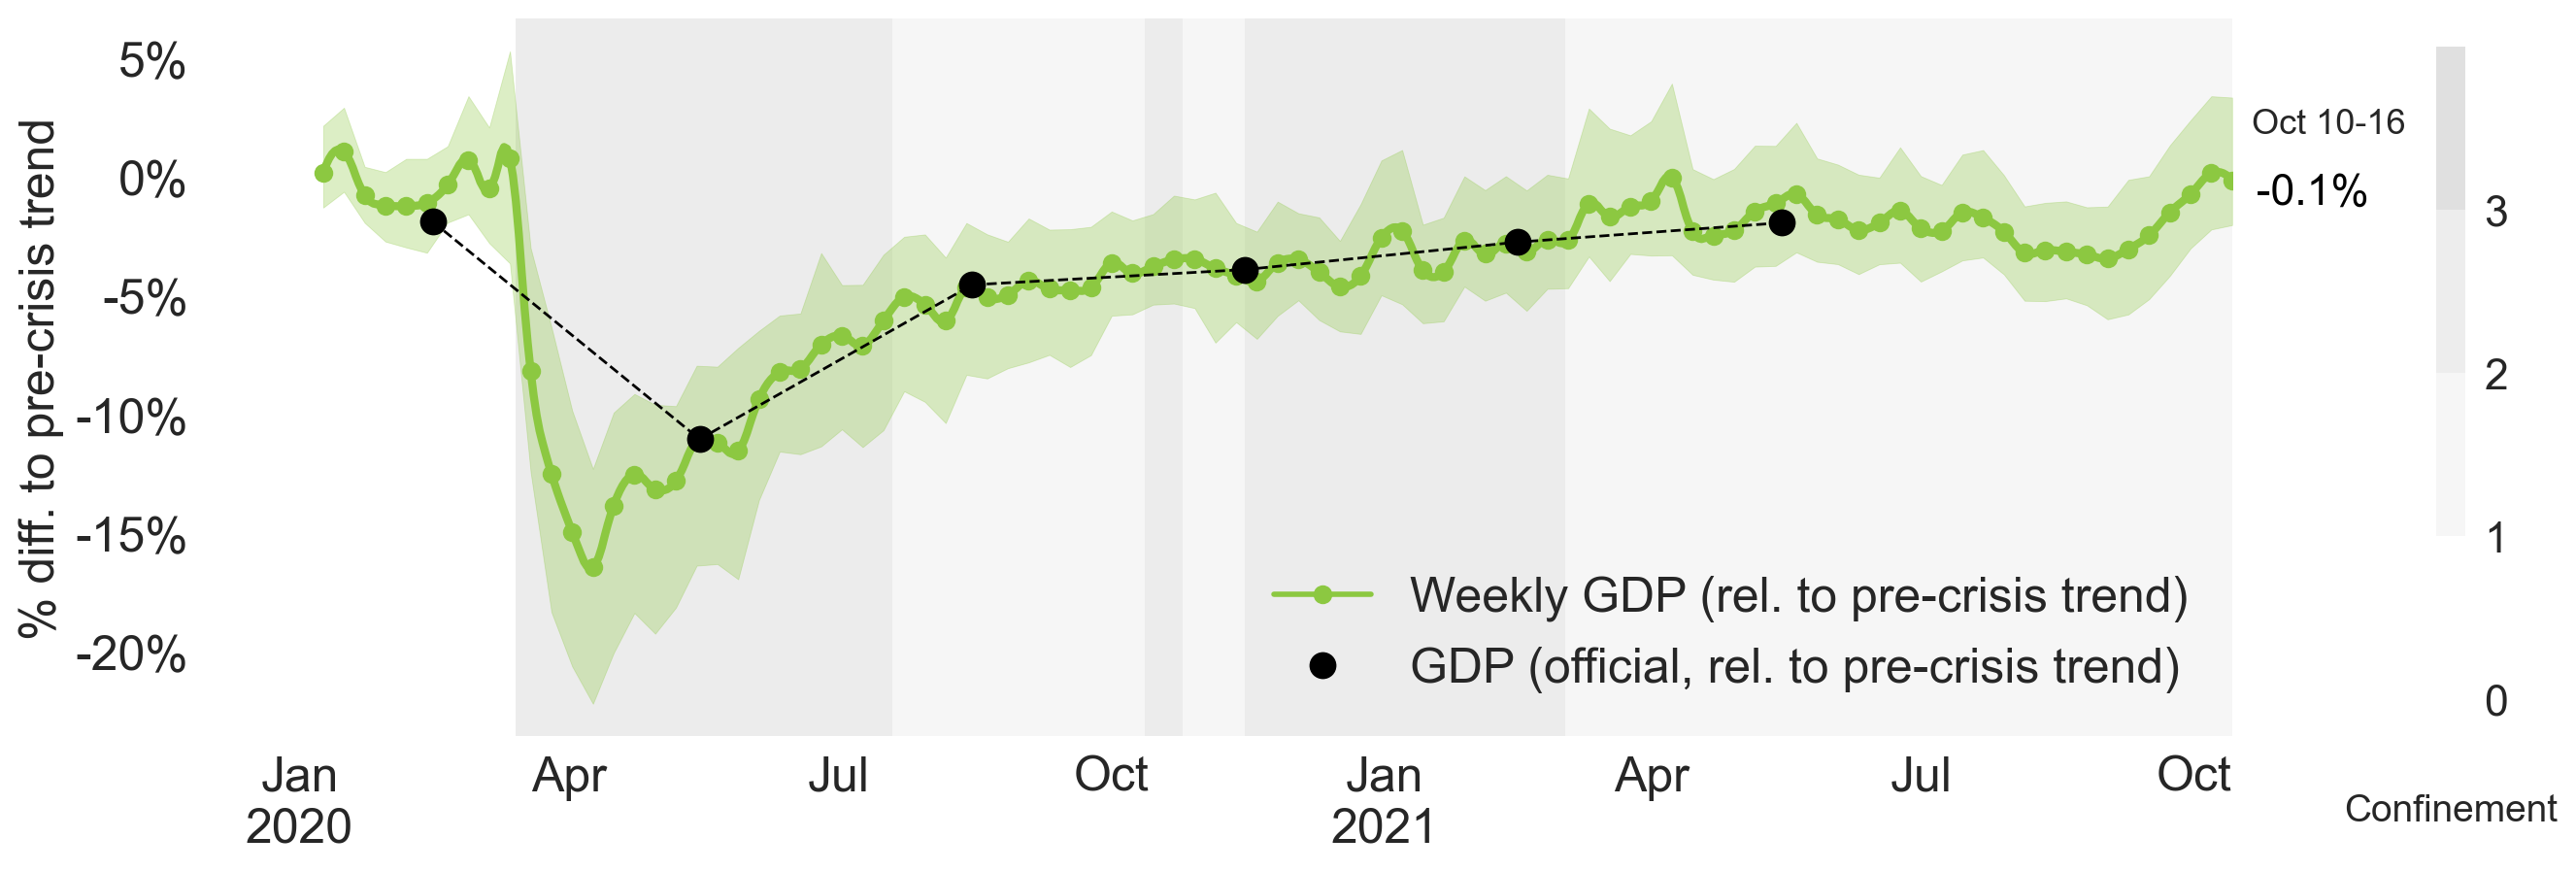 % diff. to pre-crisis trend
5%
0%
-5%
-10%
-15%
-20%
Oct 10-16
-0.1%
Weekly GDP (rel. to pre-crisis trend)
GDP (official, rel. to pre-crisis trend)
3
2
1
0
Jan Apr Jul Oct Jan Apr Jul Oct
2020 2021
Confinement